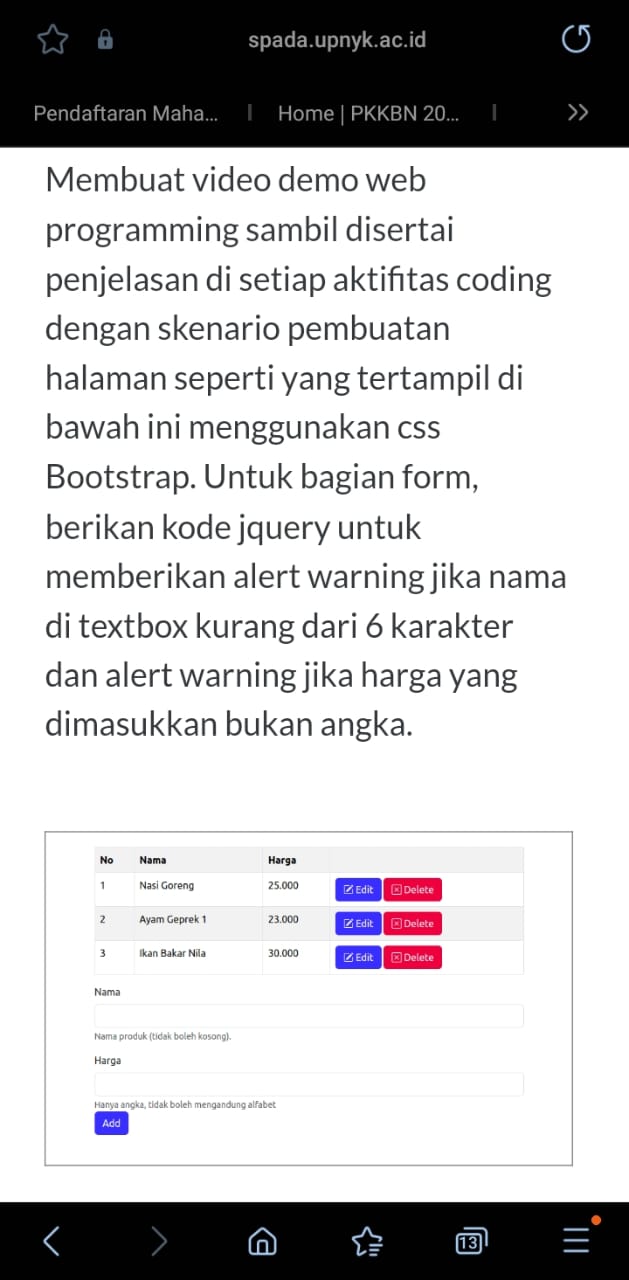 spada.upnyk.ac.id
Pendaftaran Maha... | Home | PKKBN 20... |
Membuat video demo web
programming sambil disertai
penjelasan di setiap aktifitas coding
dengan skenario pembuatan
halaman seperti yang tertampil di
bawah ini menggunakan css
Bootstrap. Untuk bagian form,
berikan kode jquery untuk
memberikan alert warning jika nama
di textbox kurang dari 6 karakter
dan alert warning jika harga yang
dimasukkan bukan angka.
No Nama Harga
1 Nasi Goreng 25.000 Edit Delete
2 Ayam Geprek 1 23.000 Edit Delete
3 Ikan Bakar Nila 30.000 Edit Delete
Nama
Nama produk (tidak boleh kosong).
Harga
Hanya angka, tidak boleh mengandung alfabet
Add
13